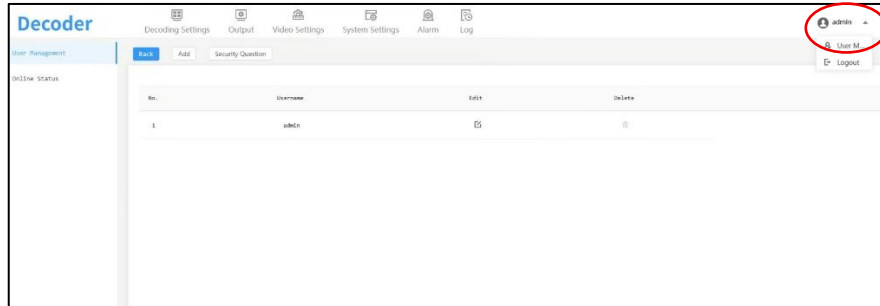 Decoder
Decoding Settings Output Video Settings System Settings Alarm Log
admin
User M...
Logout
User Management
Online Status
Back Add Security Question
No. Username Edit Delete
1 admin